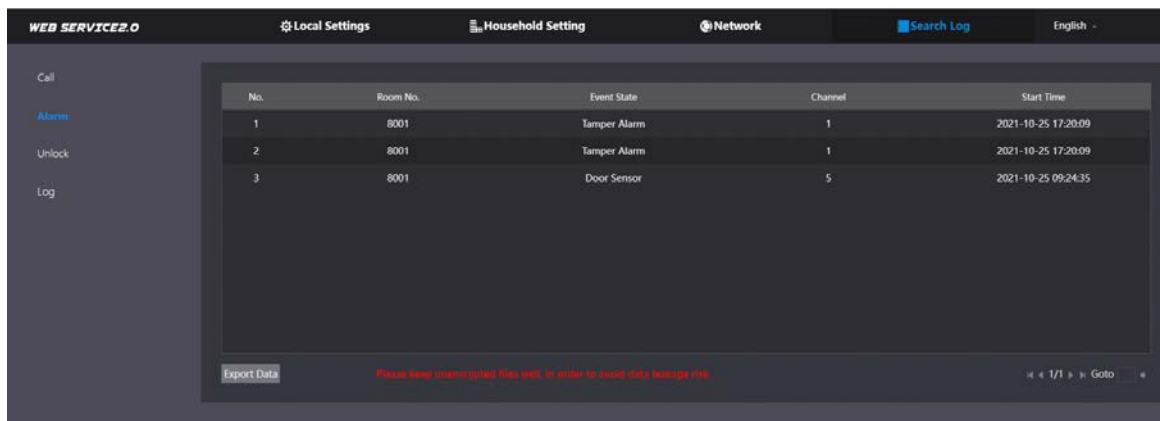 WEB SERVICE2.0 Local Settings Household Setting Network Search Log English
Call
Alarm
Unlock
Log
No. Room No. Event State Channel Start Time
1 8001 Tamper Alarm 1 2021-10-25 17:20:09
2 8001 Tamper Alarm 1 2021-10-25 17:20:09
3 8001 Door Sensor 5 2021-10-25 09:24:35
Export Data Please keep unencrypted files well, in order to avoid data leakage risk. 1/1 Goto